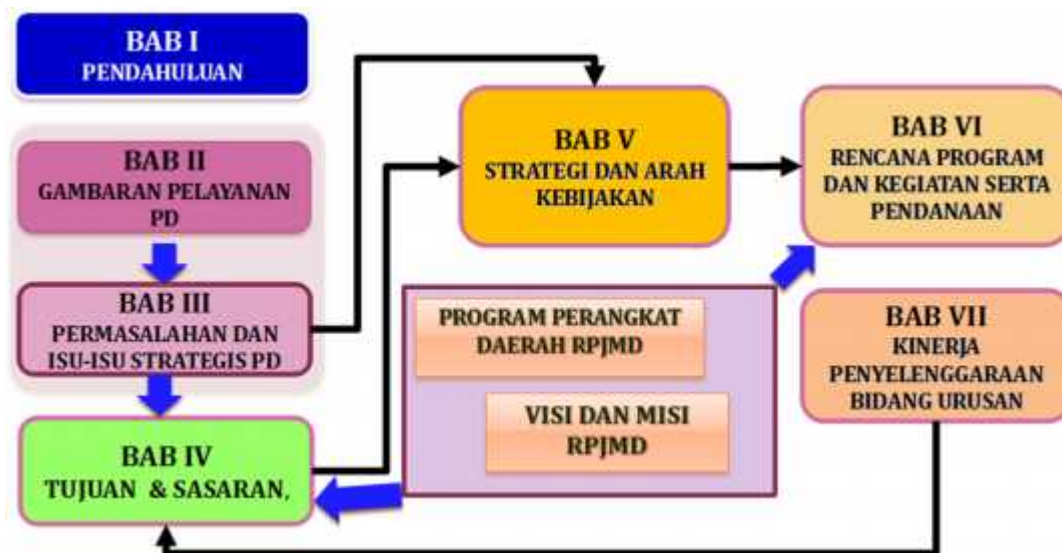 BAB I
PENDAHULUAN
BAB II
GAMBARAN PELAYANAN
PD
BAB III
PERMASALAHAN DAN
ISU-ISU STRATEGIS PD
BAB IV
TUJUAN & SASARAN,
BAB V
STRATEGI DAN ARAH
KEBIJAKAN
PROGRAM PERANGKAT
DAERAH RPJMD
VISI DAN MISI
RPJMD
BAB VI
RENCANA PROGRAM
DAN KEGIATAN SERTA
PENDANAAN
BAB VII
KINERJA
PENYELENGGARAAN
BIDANG URUSAN